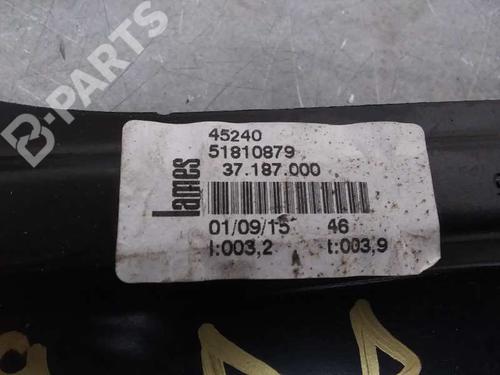 B-PARTS
lames
45240
51810879
37.187.000
01/09/15 46
I:003,2 t:003,9